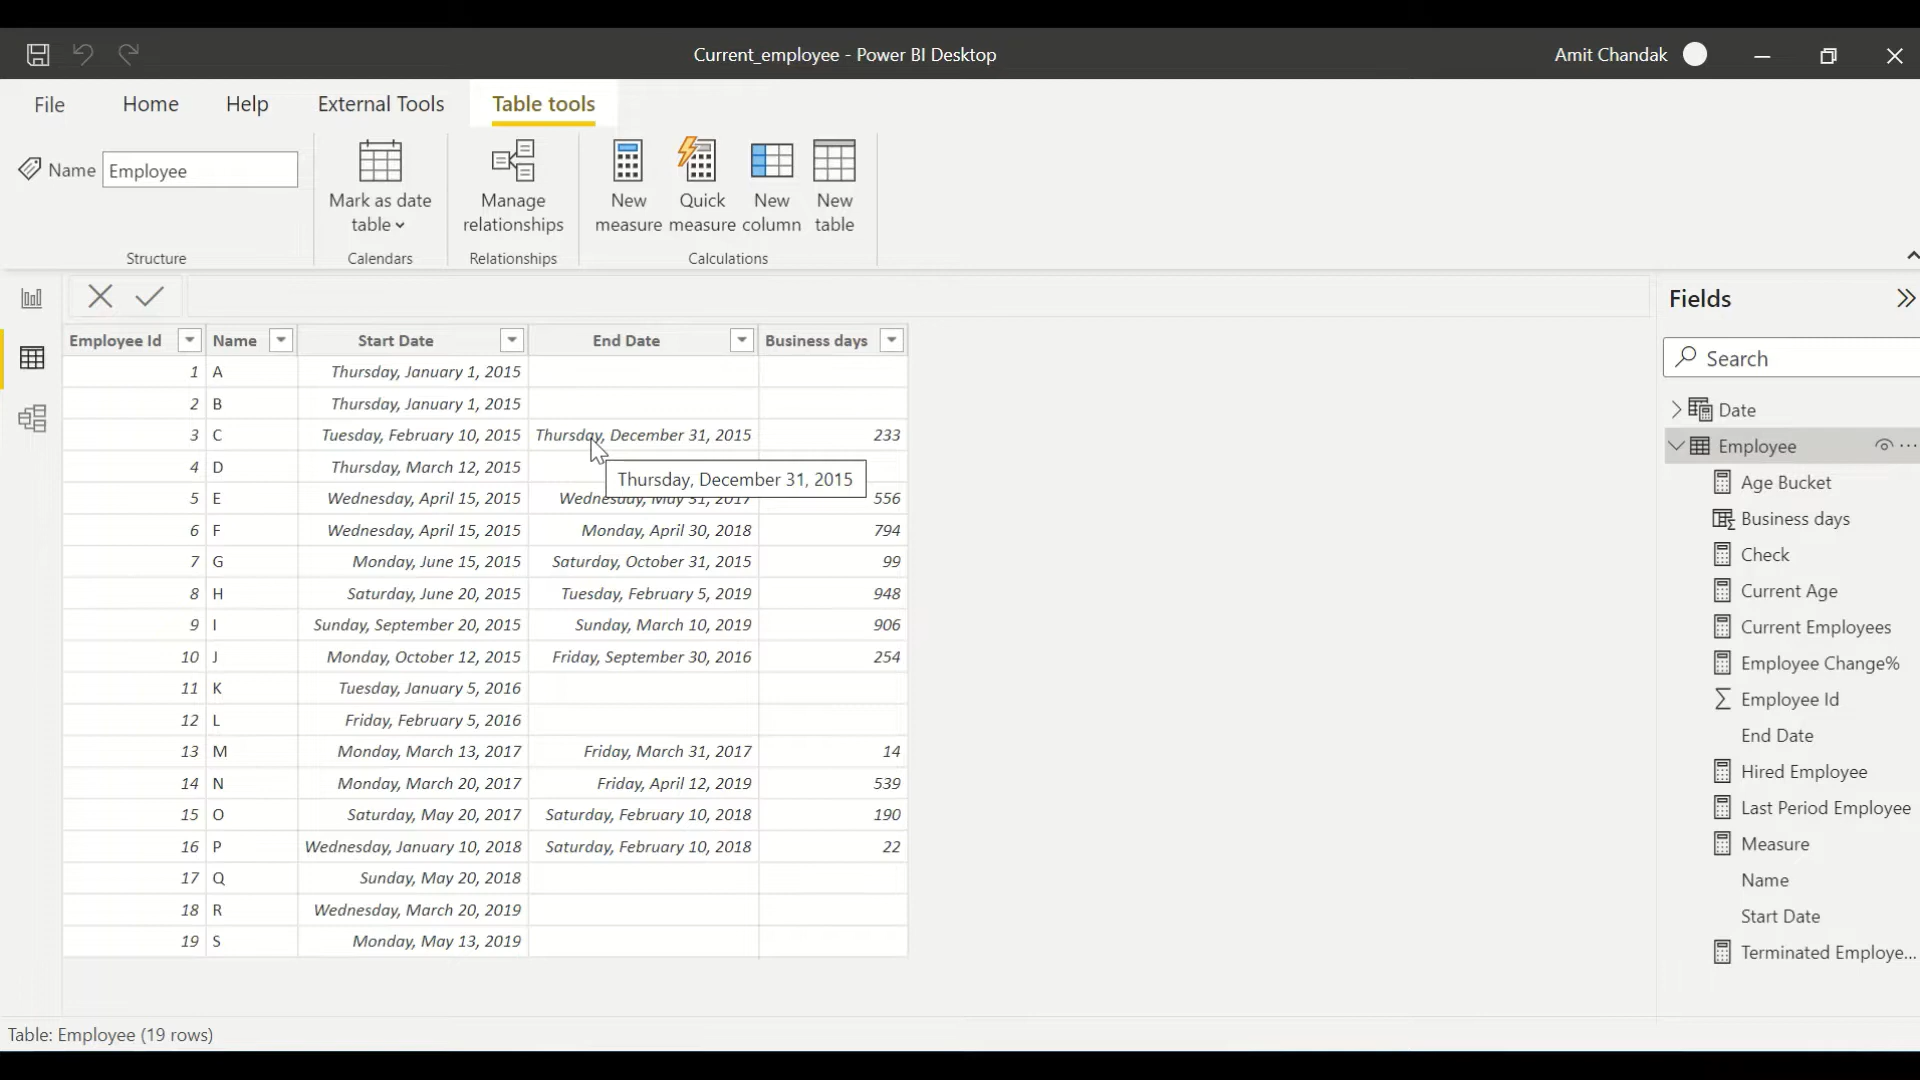 Current_employee - Power BI Desktop
Amit Chandak
File Home Help External Tools Table tools
Name Employee
Mark as date table
Manage relationships
New measure
Quick measure
New column
New table
Structure Calendars Relationships Calculations
Employee Id Name Start Date End Date Business days
1 A Thursday, January 1, 2015
2 B Thursday, January 1, 2015
3 C Tuesday, February 10, 2015 Thursday, December 31, 2015 233
4 D Thursday, March 12, 2015
Thursday, December 31, 2015
5 E Wednesday, April 15, 2015 Wednesday, May 31, 2017 556
6 F Wednesday, April 15, 2015 Monday, April 30, 2018 794
7 G Monday, June 15, 2015 Saturday, October 31, 2015 99
8 H Saturday, June 20, 2015 Tuesday, February 5, 2019 948
9 I Sunday, September 20, 2015 Sunday, March 10, 2019 906
10 J Monday, October 12, 2015 Friday, September 30, 2016 254
11 K Tuesday, January 5, 2016
12 L Friday, February 5, 2016
13 M Monday, March 13, 2017 Friday, March 31, 2017 14
14 N Monday, March 20, 2017 Friday, April 12, 2019 539
15 O Saturday, May 20, 2017 Saturday, February 10, 2018 190
16 P Wednesday, January 10, 2018 Saturday, February 10, 2018 22
17 Q Sunday, May 20, 2018
18 R Wednesday, March 20, 2019
19 S Monday, May 13, 2019
Fields
Search
Date
Employee
Age Bucket
Business days
Check
Current Age
Current Employees
Employee Change%
Employee Id
End Date
Hired Employee
Last Period Employee
Measure
Name
Start Date
Terminated Employe...
Table: Employee (19 rows)